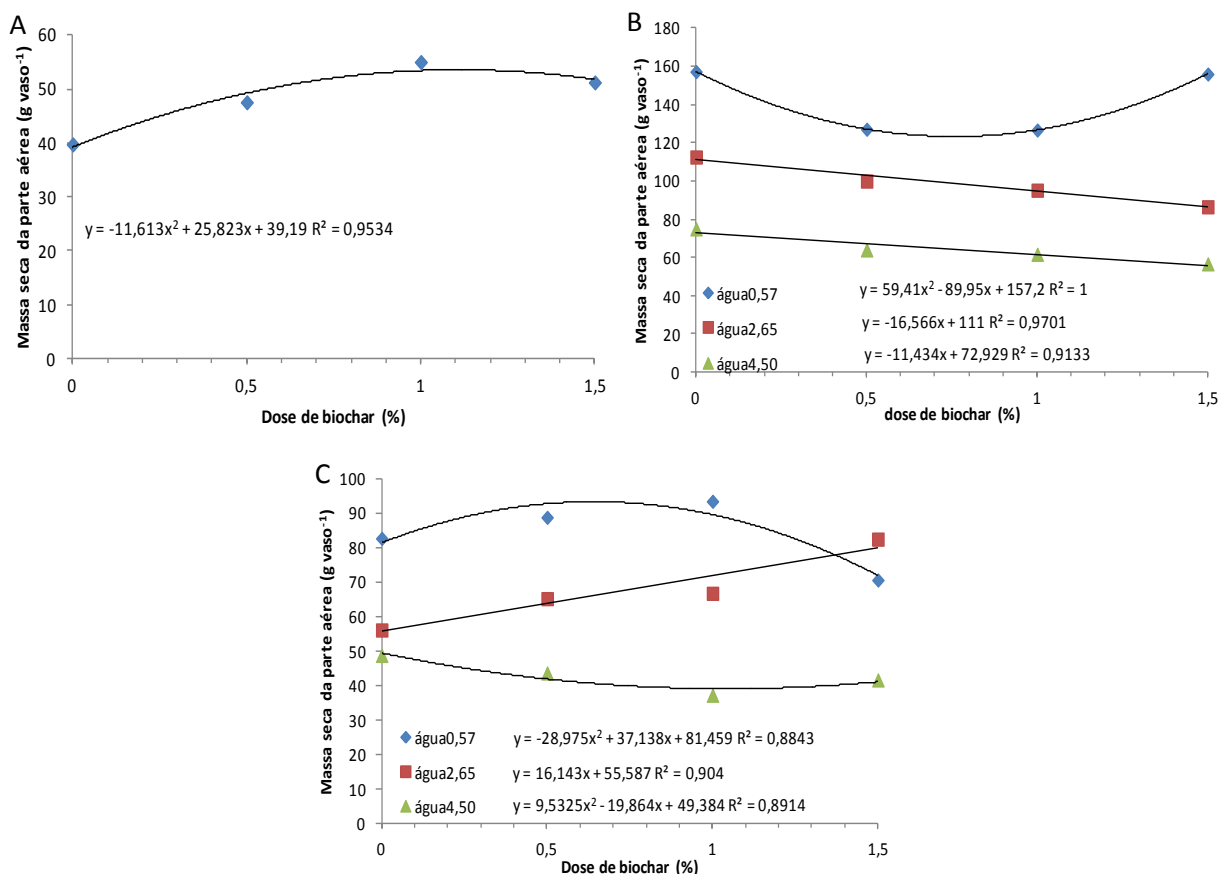 A
Massa seca da parte aérea (g vaso⁻¹)
60
50
40
30
20
10
0
y = -11,613x² + 25,823x + 39,19 R² = 0,9534
0 0,5 1 1,5
Dose de biochar (%)
B
Massa seca da parte aérea (g vaso⁻¹)
180
160
140
120
100
80
60
40
20
0
água0,57 y = 59,41x² - 89,95x + 157,2 R² = 1
água2,65 y = -16,566x + 111 R² = 0,9701
água4,50 y = -11,434x + 72,929 R² = 0,9133
0 0,5 1 1,5
dose de biochar (%)
C
Massa seca da parte aérea (g vaso⁻¹)
100
90
80
70
60
50
40
30
20
10
0
água0,57 y = -28,975x² + 37,138x + 81,459 R² = 0,8843
água2,65 y = 16,143x + 55,587 R² = 0,904
água4,50 y = 9,5325x² - 19,864x + 49,384 R² = 0,8914
0 0,5 1 1,5
Dose de biochar (%)